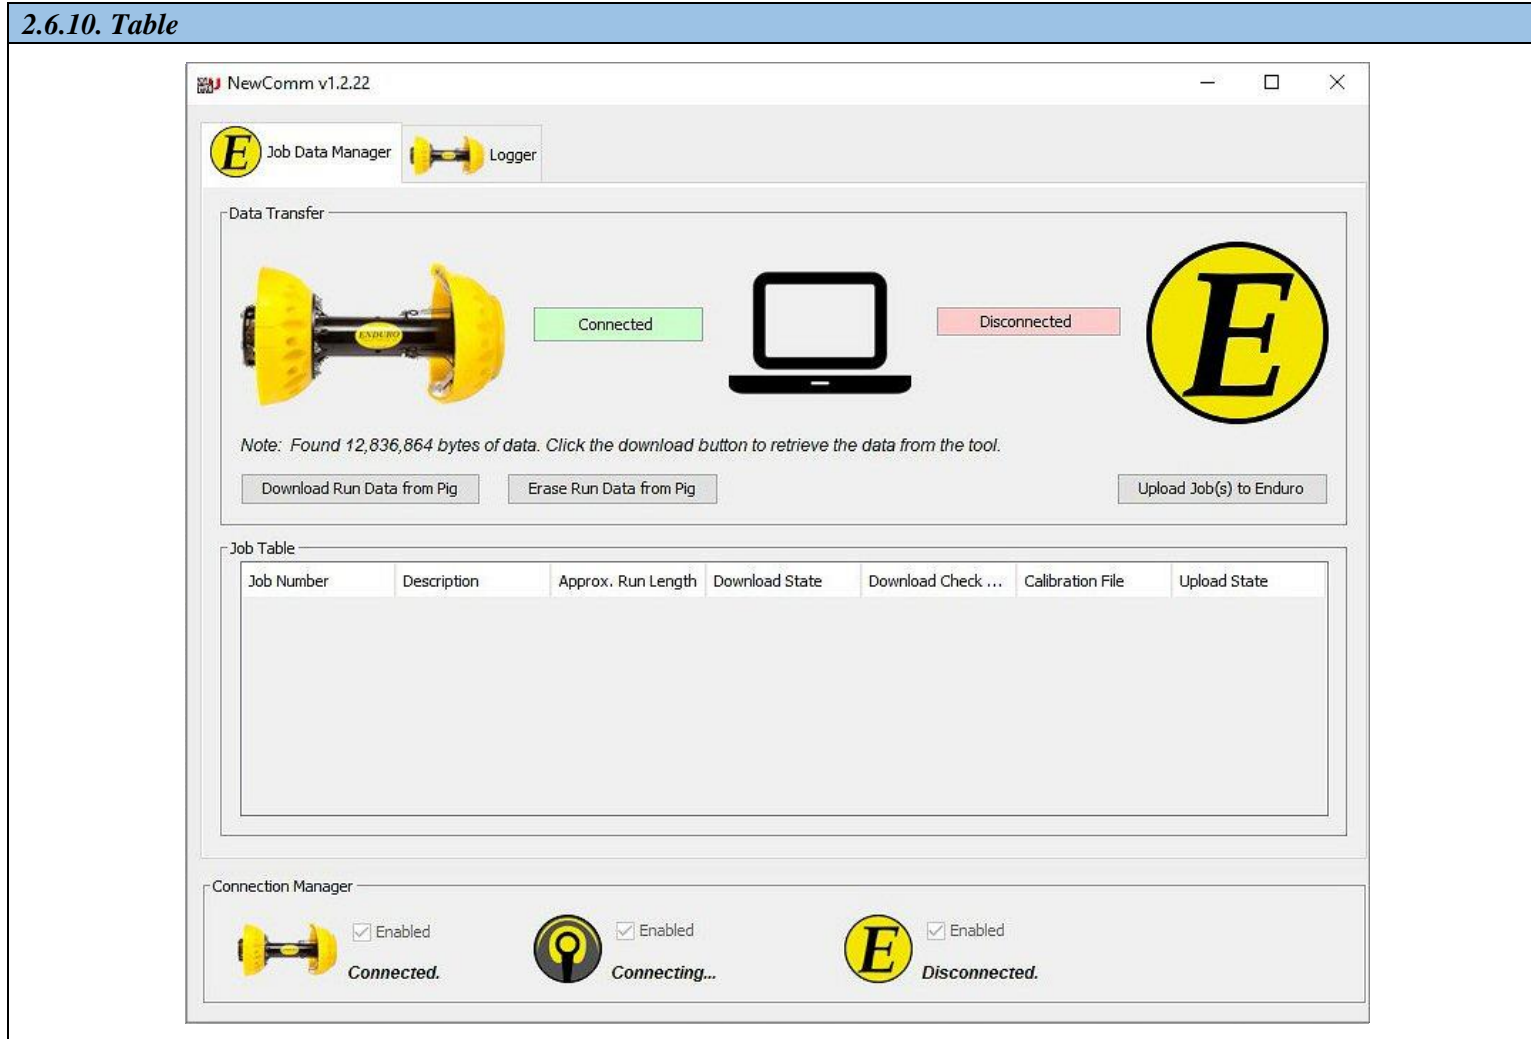 2.6.10. Table
NewComm v1.2.22
E Job Data Manager Logger
Data Transfer
ENDURO
Connected
Disconnected
E
Note: Found 12,836,864 bytes of data. Click the download button to retrieve the data from the tool.
Download Run Data from Pig Erase Run Data from Pig Upload Job(s) to Enduro
Job Table
Job Number Description Approx. Run Length Download State Download Check ... Calibration File Upload State
Connection Manager
Enabled Enabled E Enabled
Connected. Connecting... Disconnected.